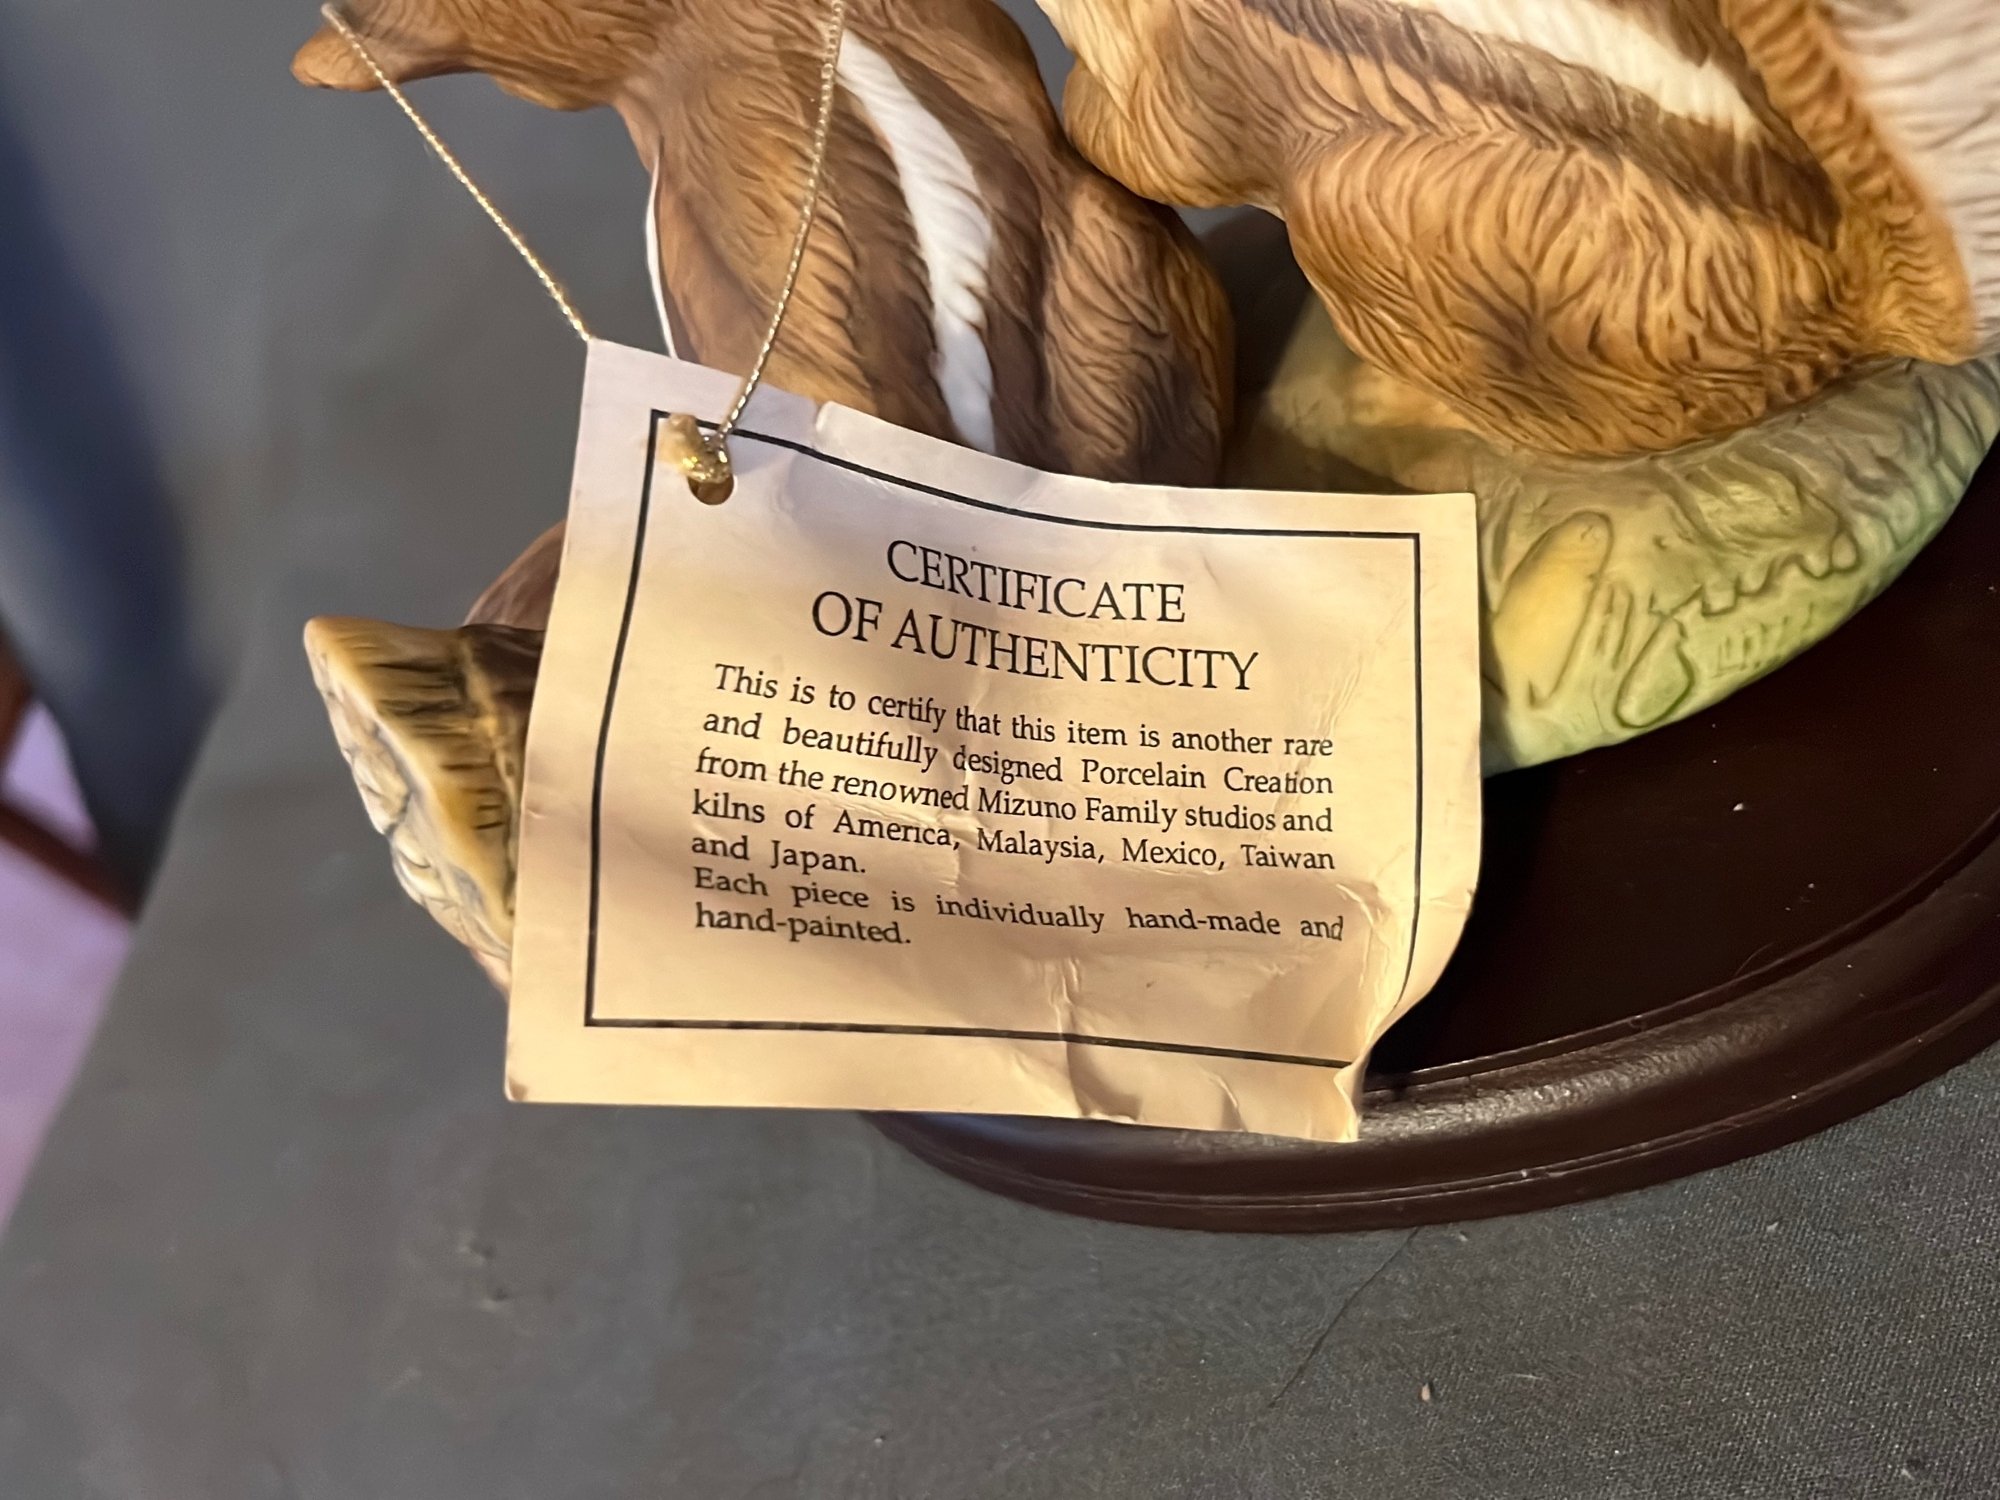 CERTIFICATE
OF AUTHENTICITY
This is to certify that this item is another rare
and beautifully designed Porcelain Creation
from the renowned Mizuno Family studios and
kilns of America, Malaysia, Mexico, Taiwan
and Japan.
Each piece is individually hand-made and
hand-painted.